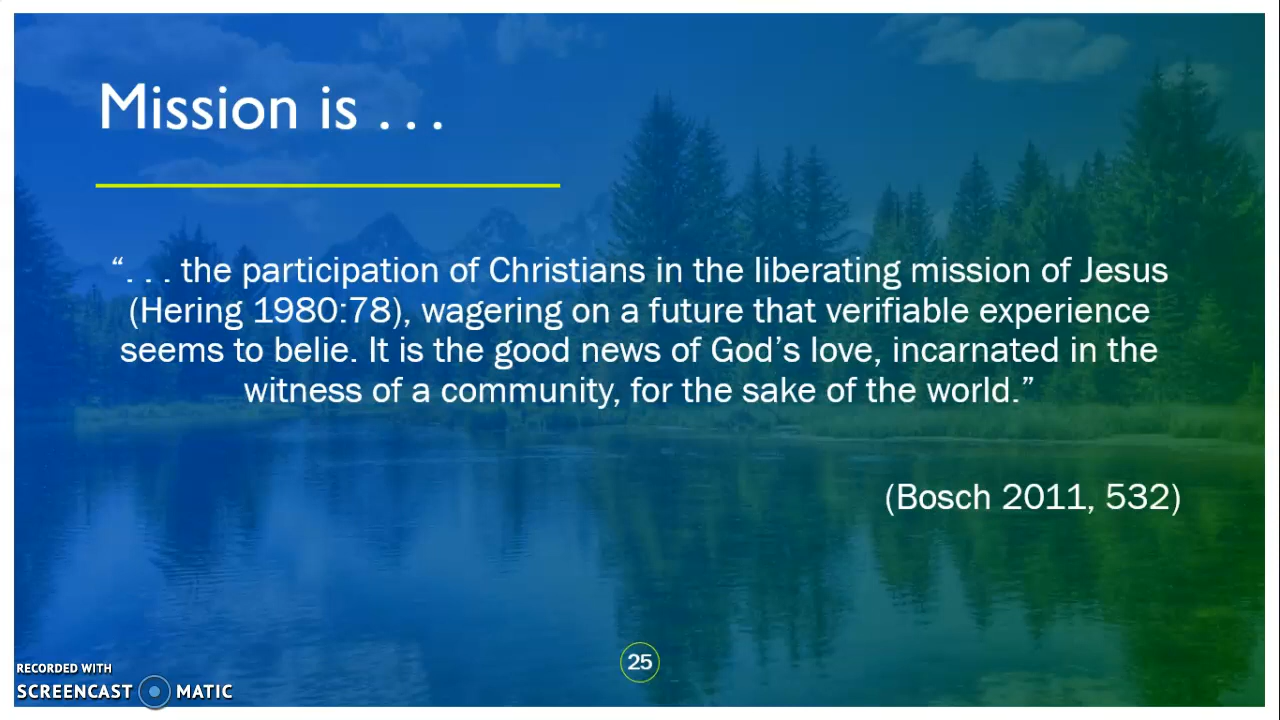 Mission is . . .
“. . . the participation of Christians in the liberating mission of Jesus
(Hering 1980:78), wagering on a future that verifiable experience
seems to belie. It is the good news of God’s love, incarnated in the
witness of a community, for the sake of the world.”
(Bosch 2011, 532)
25
RECORDED WITH
SCREENCAST MATIC